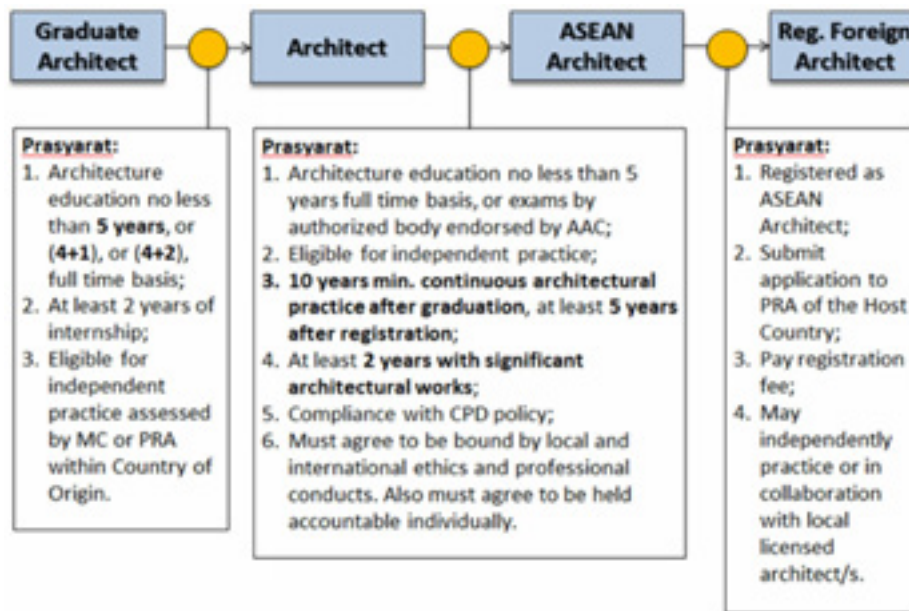 Graduate
Architect
Architect
ASEAN
Architect
Reg. Foreign
Architect
Prasyarat:
1. Architecture
education no less
than 5 years, or
(4+1), or (4+2),
full time basis;
2. At least 2 years of
internship;
3. Eligible for
independent
practice assessed
by MC or PRA
within Country of
Origin.
Prasyarat:
1. Architecture education no less than 5
years full time basis, or exams by
authorized body endorsed by AAC;
2. Eligible for independent practice;
3. 10 years min. continuous architectural
practice after graduation, at least 5 years
after registration;
4. At least 2 years with significant
architectural works;
5. Compliance with CPD policy;
6. Must agree to be bound by local and
international ethics and professional
conducts. Also must agree to be held
accountable individually.
Prasyarat:
1. Registered as
ASEAN
Architect;
2. Submit
application to
PRA of the Host
Country;
3. Pay registration
fee;
4. May
independently
practice or in
collaboration
with local
licensed
architect/s.